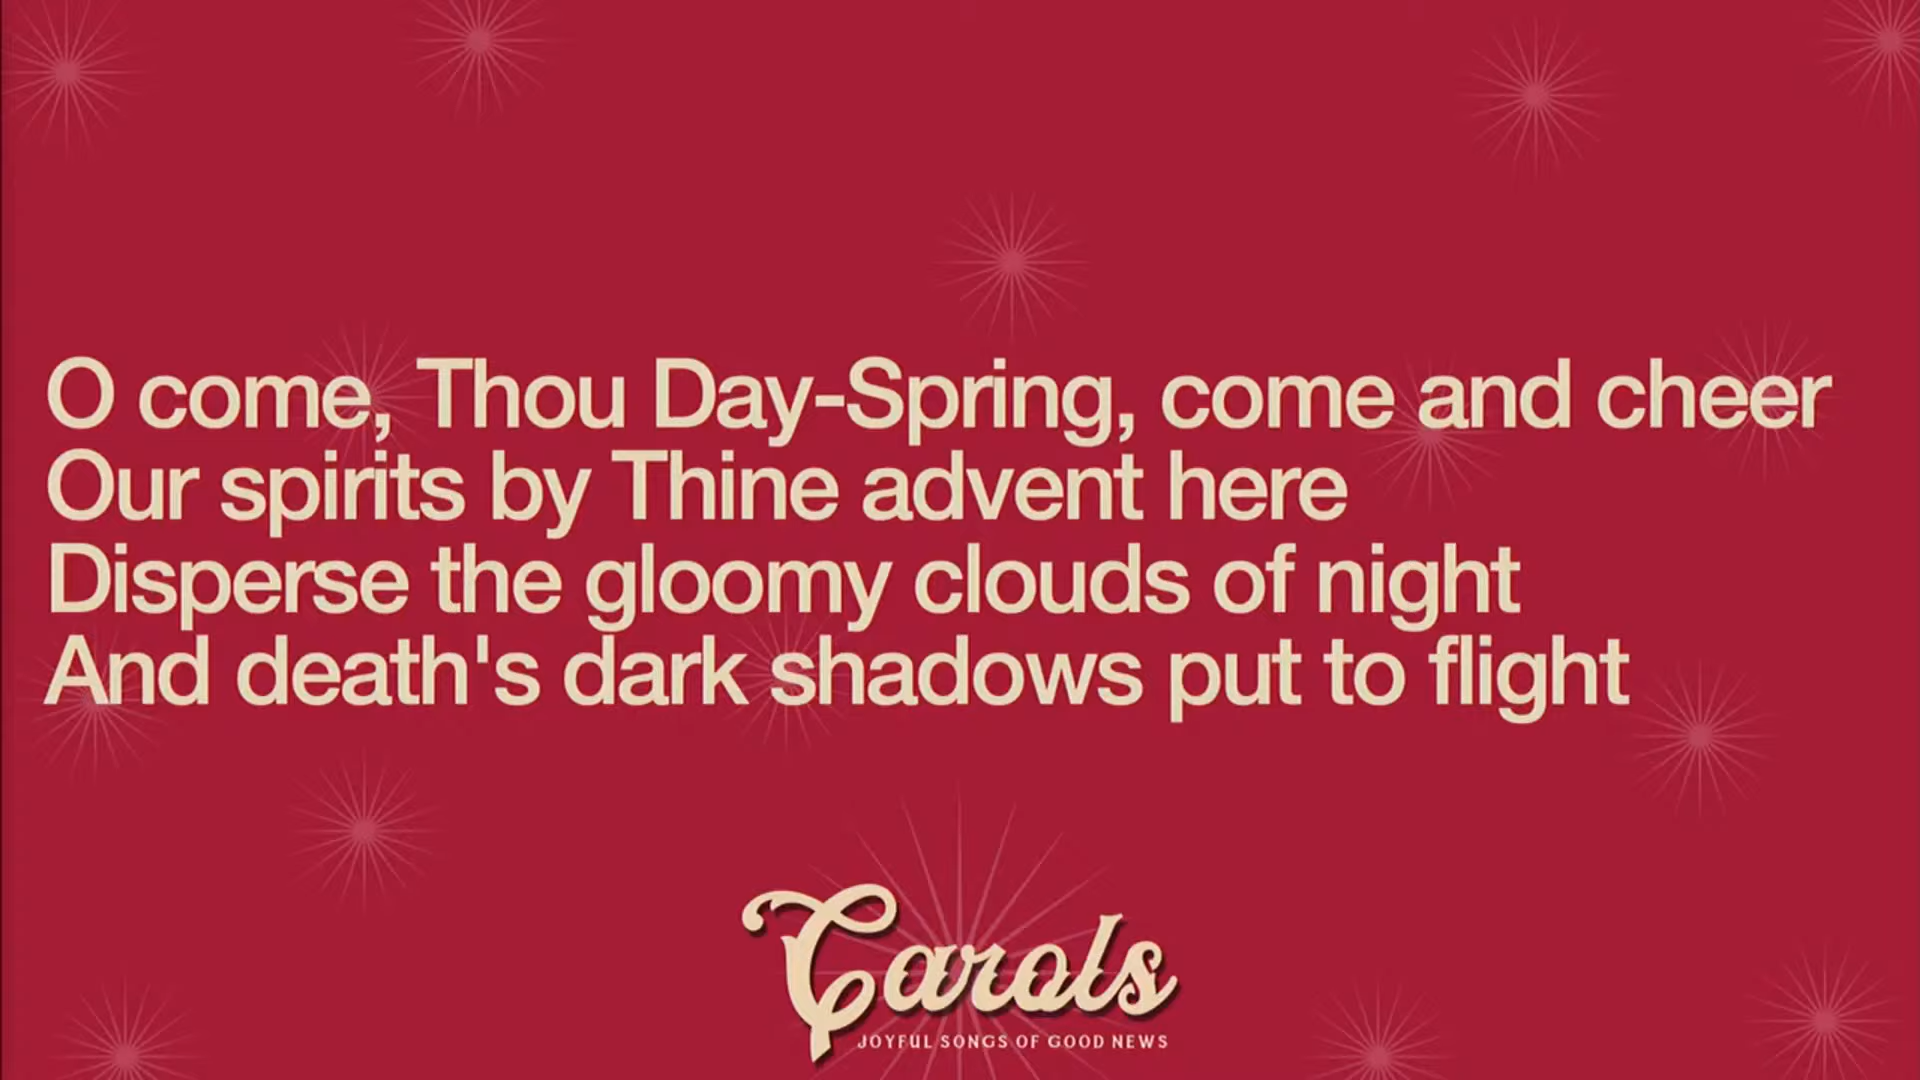 O come, Thou Day-Spring, come and cheer
Our spirits by Thine advent here
Disperse the gloomy clouds of night
And death's dark shadows put to flight
Carols
JOYFUL SONGS OF GOOD NEWS